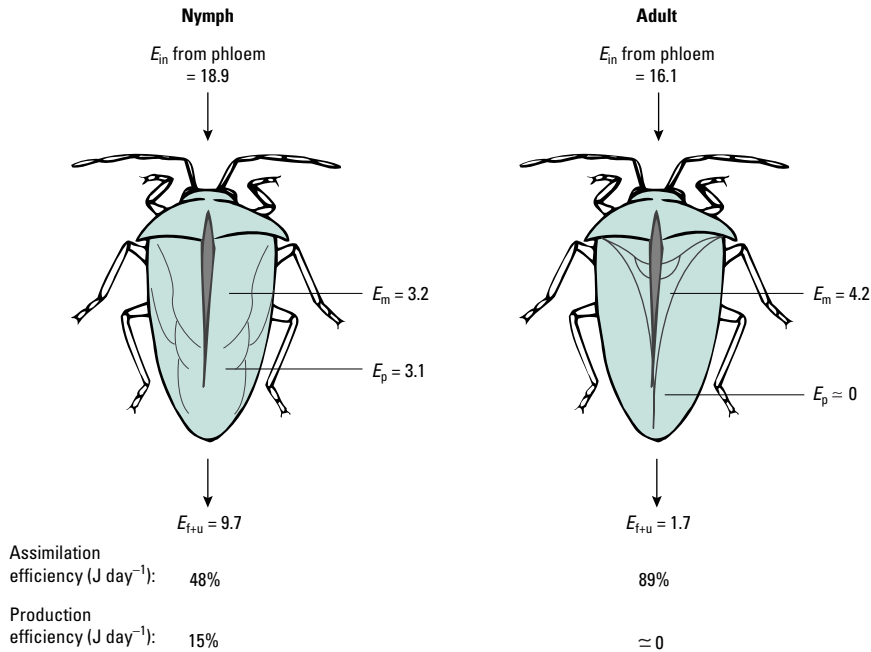 Nymph
Adult
E_in from phloem
= 18.9
E_in from phloem
= 16.1
E_m = 3.2
E_p = 3.1
E_m = 4.2
E_p ≃ 0
E_f+u = 9.7
E_f+u = 1.7
Assimilation
efficiency (J day⁻¹): 48% 89%
Production
efficiency (J day⁻¹): 15% ≃ 0